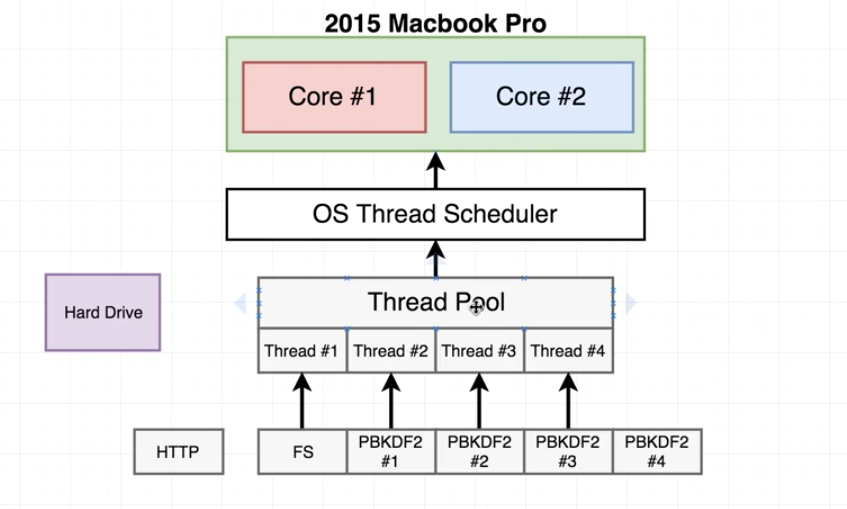 2015 Macbook Pro
Core #1
Core #2
OS Thread Scheduler
Hard Drive
Thread Pool
Thread #1
Thread #2
Thread #3
Thread #4
HTTP
FS
PBKDF2
#1
PBKDF2
#2
PBKDF2
#3
PBKDF2
#4